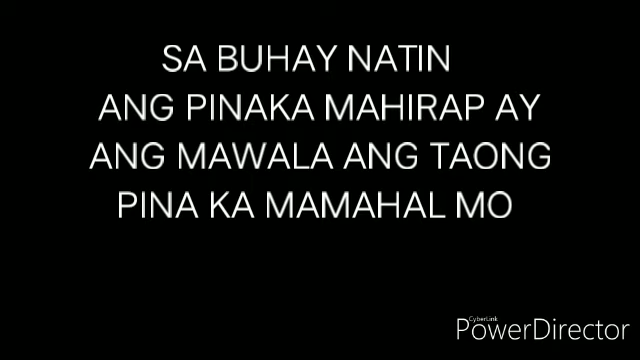 SA BUHAY NATIN
ANG PINAKA MAHIRAP AY
ANG MAWALA ANG TAONG
PINA KA MAMAHAL MO
CyberLink
PowerDirector